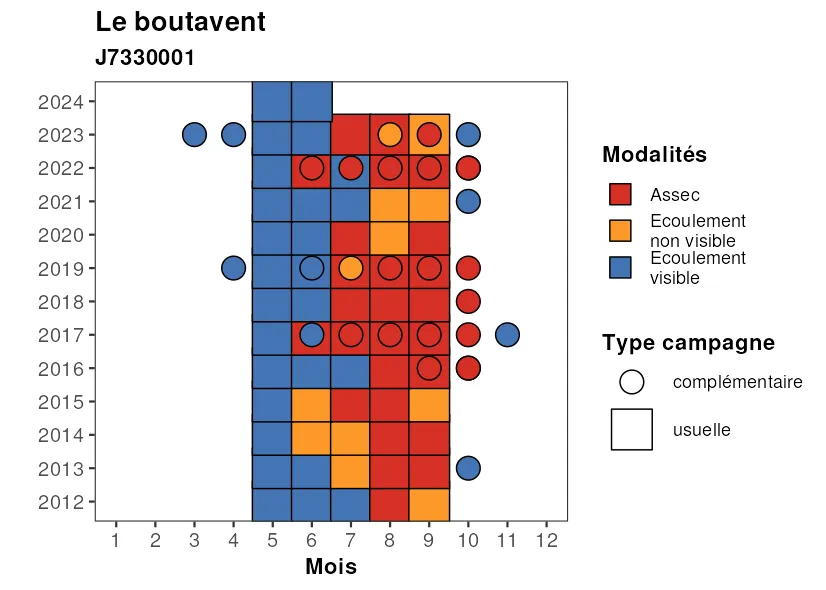 Le boutavent
J7330001
2024
2023
2022
2021
2020
2019
2018
2017
2016
2015
2014
2013
2012
1 2 3 4 5 6 7 8 9 10 11 12
Mois
Modalités
Assec
Ecoulement
non visible
Ecoulement
visible
Type campagne
complémentaire
usuelle